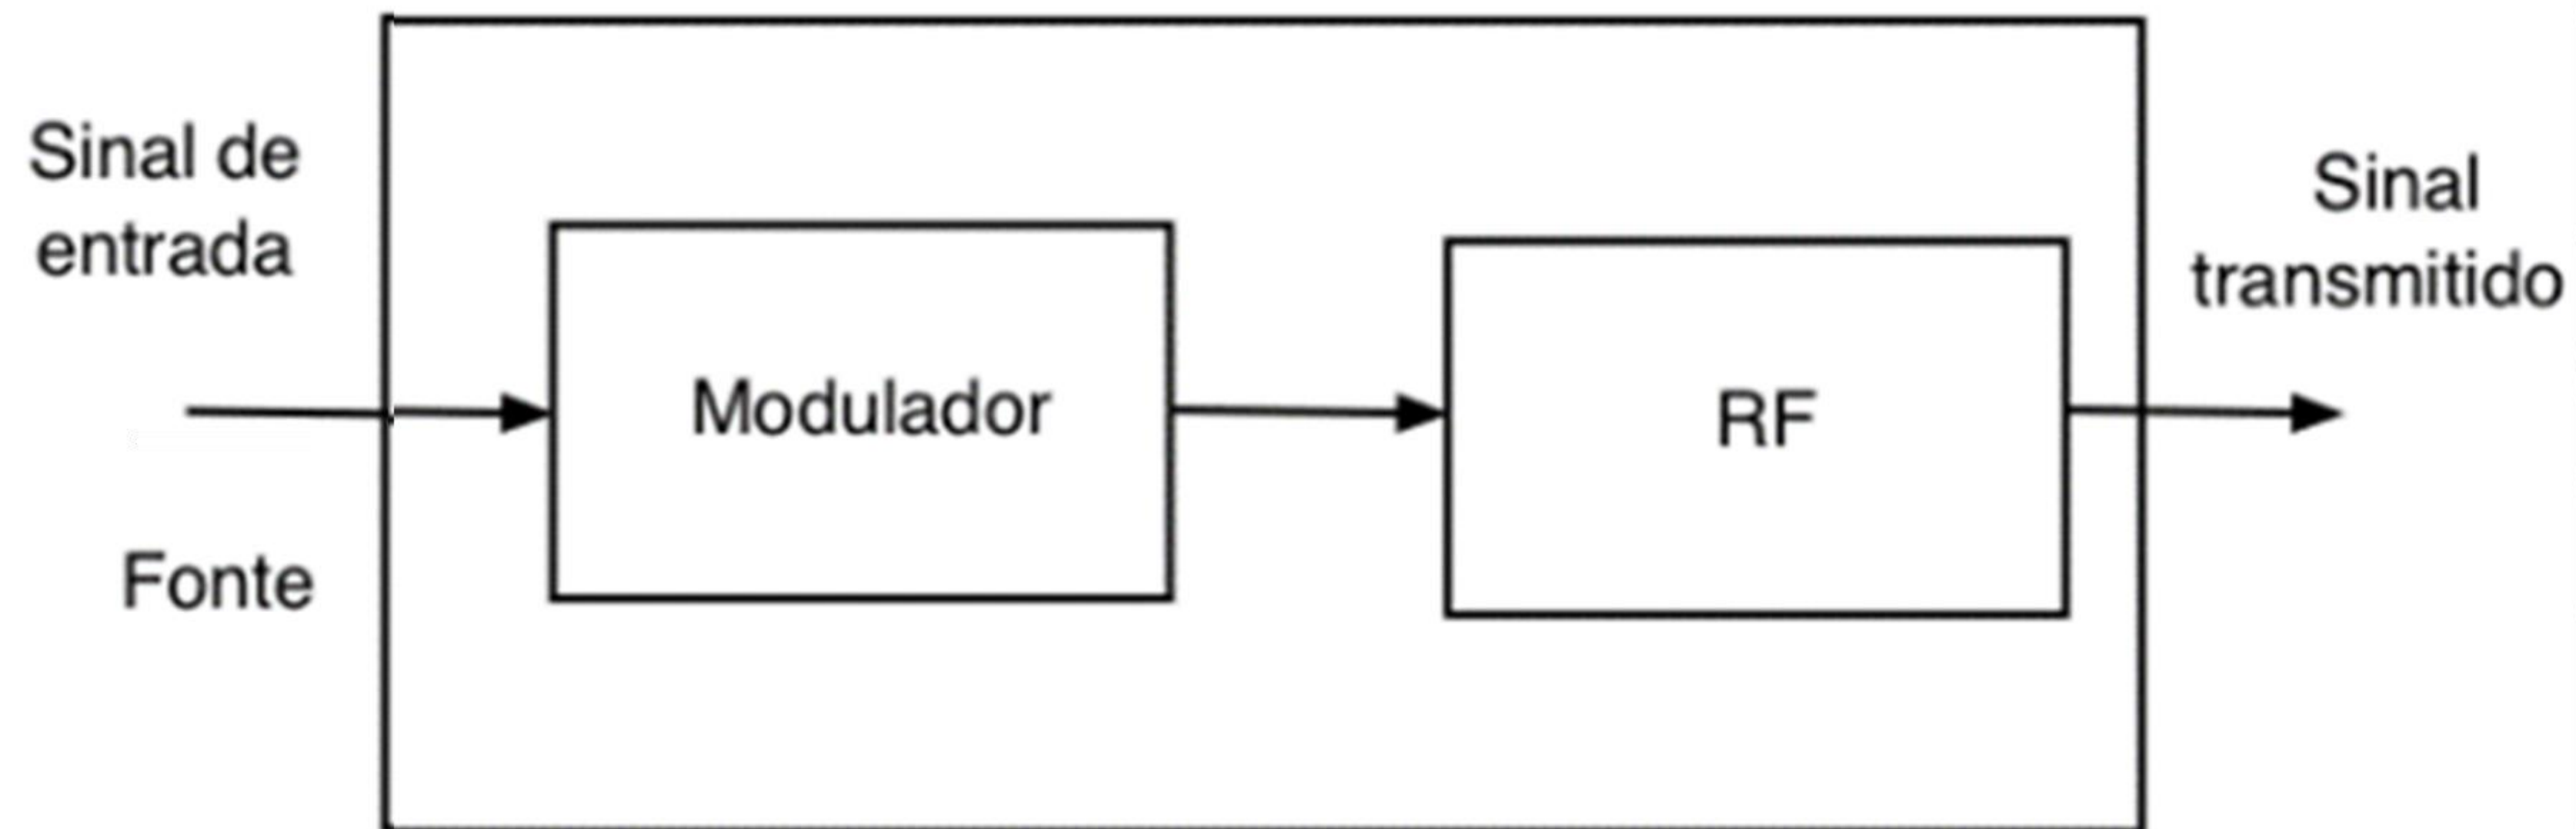 Sinal de
entrada
Fonte
Modulador
RF
Sinal
transmitido